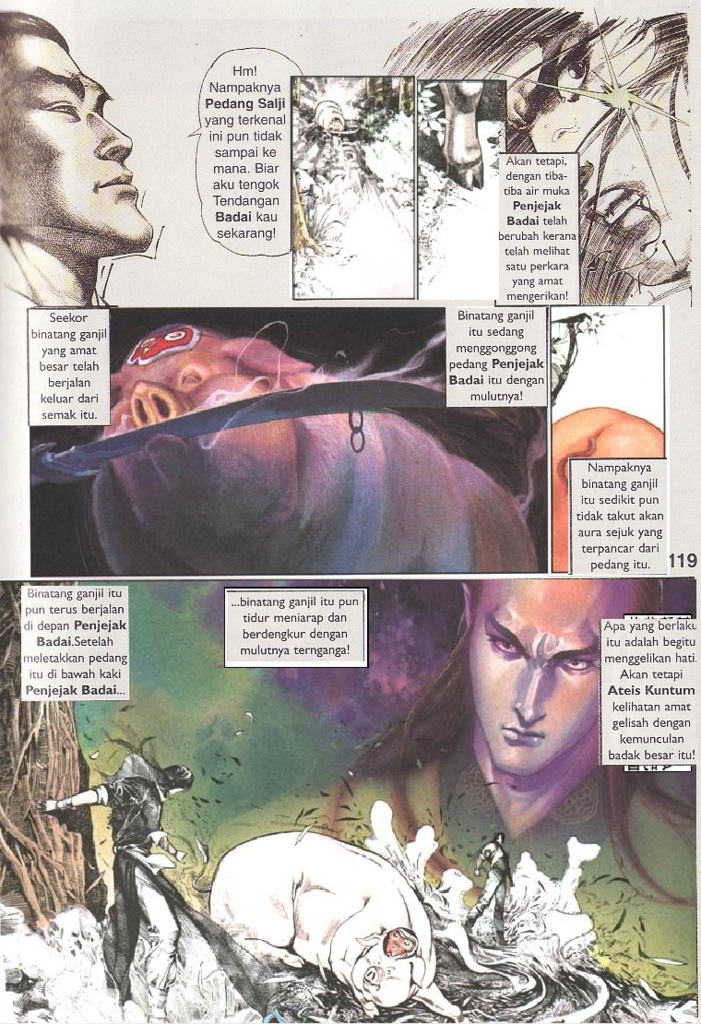 Hm!
Nampaknya
Pedang Salji
yang terkenal
ini pun tidak
sampai ke
mana. Biar
aku tengok
Tendangan
Badai kau
sekarang!
Akan tetapi,
dengan tiba-
tiba air muka
Penjejak
Badai telah
berubah kerana
telah melihat
satu perkara
yang amat
mengerikan!
Seekor
binatang ganjil
yang amat
besar telah
berjalan
keluar dari
semak itu.
Binatang ganjil
itu sedang
menggonggong
pedang Penjejak
Badai itu dengan
mulutnya!
Nampaknya
binatang ganjil
itu sedikit pun
tidak takut akan
aura sejuk yang
terpancar dari
pedang itu.
119
Binatang ganjil itu
pun terus berjalan
di depan Penjejak
Badai.Setelah
meletakkan pedang
itu di bawah kaki
Penjejak Badai...
...binatang ganjil itu pun
tidur meniarap dan
berdengkur dengan
mulutnya ternganga!
Apa yang berlaku
itu adalah begitu
menggelikan hati.
Akan tetapi
Ateis Kuntum
kelihatan amat
gelisah dengan
kemunculan
badak besar itu!